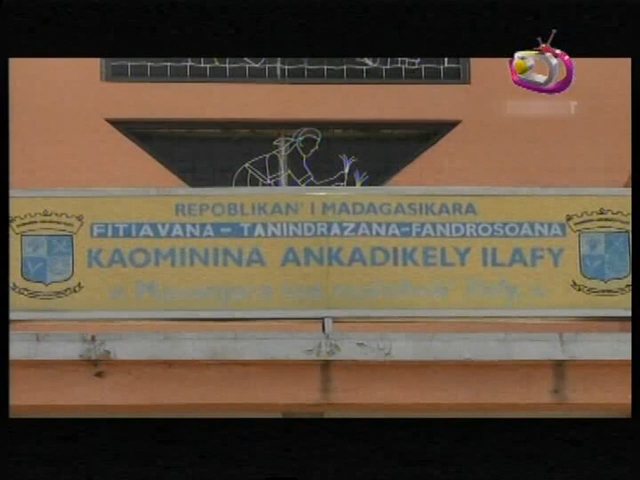 REPOBLIKAN' I MADAGASIKARA
FITIAVANA - TANINDRAZANA-FANDROSOANA
KAOMININA ANKADIKELY ILAFY